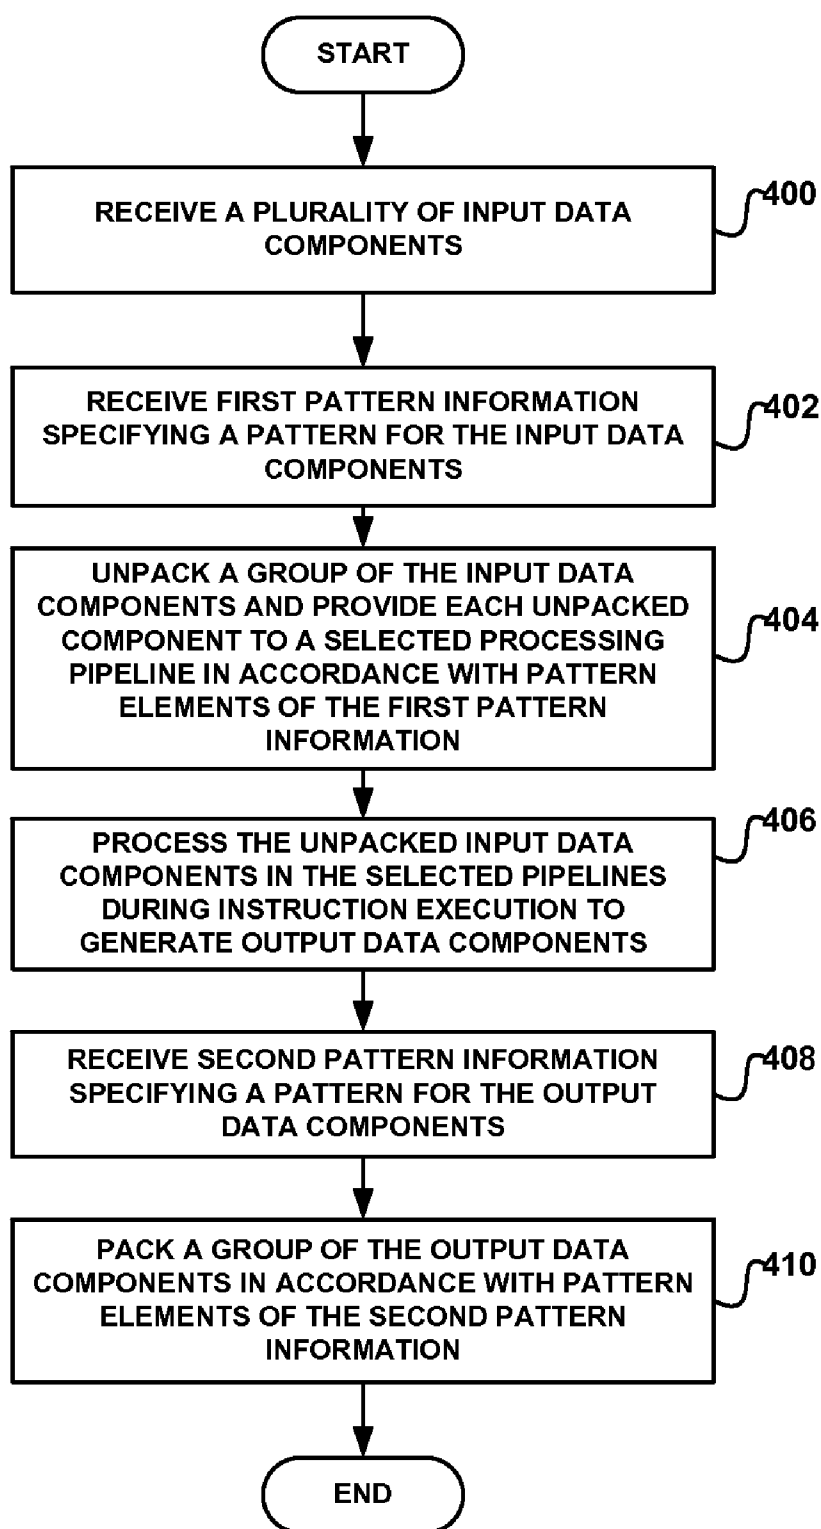 START
RECEIVE A PLURALITY OF INPUT DATA
COMPONENTS
400
RECEIVE FIRST PATTERN INFORMATION
SPECIFYING A PATTERN FOR THE INPUT DATA
COMPONENTS
402
UNPACK A GROUP OF THE INPUT DATA
COMPONENTS AND PROVIDE EACH UNPACKED
COMPONENT TO A SELECTED PROCESSING
PIPELINE IN ACCORDANCE WITH PATTERN
ELEMENTS OF THE FIRST PATTERN
INFORMATION
404
PROCESS THE UNPACKED INPUT DATA
COMPONENTS IN THE SELECTED PIPELINES
DURING INSTRUCTION EXECUTION TO
GENERATE OUTPUT DATA COMPONENTS
406
RECEIVE SECOND PATTERN INFORMATION
SPECIFYING A PATTERN FOR THE OUTPUT
DATA COMPONENTS
408
PACK A GROUP OF THE OUTPUT DATA
COMPONENTS IN ACCORDANCE WITH PATTERN
ELEMENTS OF THE SECOND PATTERN
INFORMATION
410
END